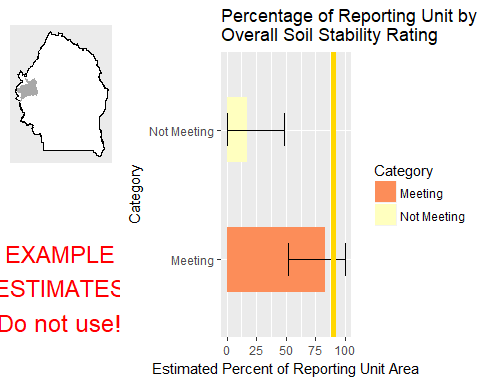 Percentage of Reporting Unit by
Overall Soil Stability Rating
Not Meeting
Meeting
Category
0 25 50 75 100
Estimated Percent of Reporting Unit Area
Category
Meeting
Not Meeting
EXAMPLE
ESTIMATES
Do not use!